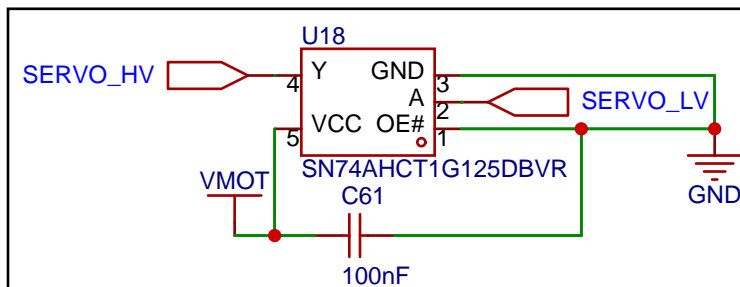 U18
SERVO_HV
Y
GND
4
3
A
SERVO_LV
2
VCC
OE#
5
1
SN74AHCT1G125DBVR
VMOT
C61
GND
100nF